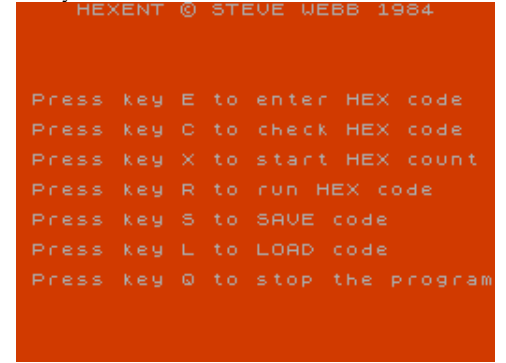 HEXENT © STEVE WEBB 1984
Press key E to enter HEX code
Press key C to check HEX code
Press key X to start HEX count
Press key R to run HEX code
Press key S to SAVE code
Press key L to LOAD code
Press key Q to stop the program